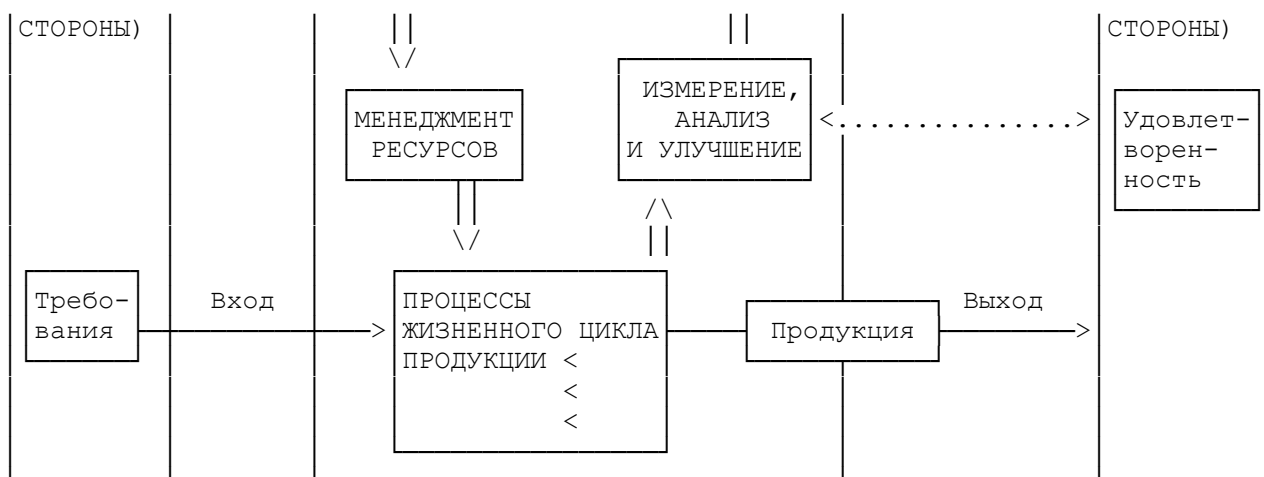 СТОРОНЫ)
СТОРОНЫ)
МЕНЕДЖМЕНТ
РЕСУРСОВ
ИЗМЕРЕНИЕ,
АНАЛИЗ
И УЛУЧШЕНИЕ
Удовлет-
ворен-
ность
Требо-
вания
Вход
ПРОЦЕССЫ
ЖИЗНЕННОГО ЦИКЛА
ПРОДУКЦИИ <
<
<
Продукция
Выход